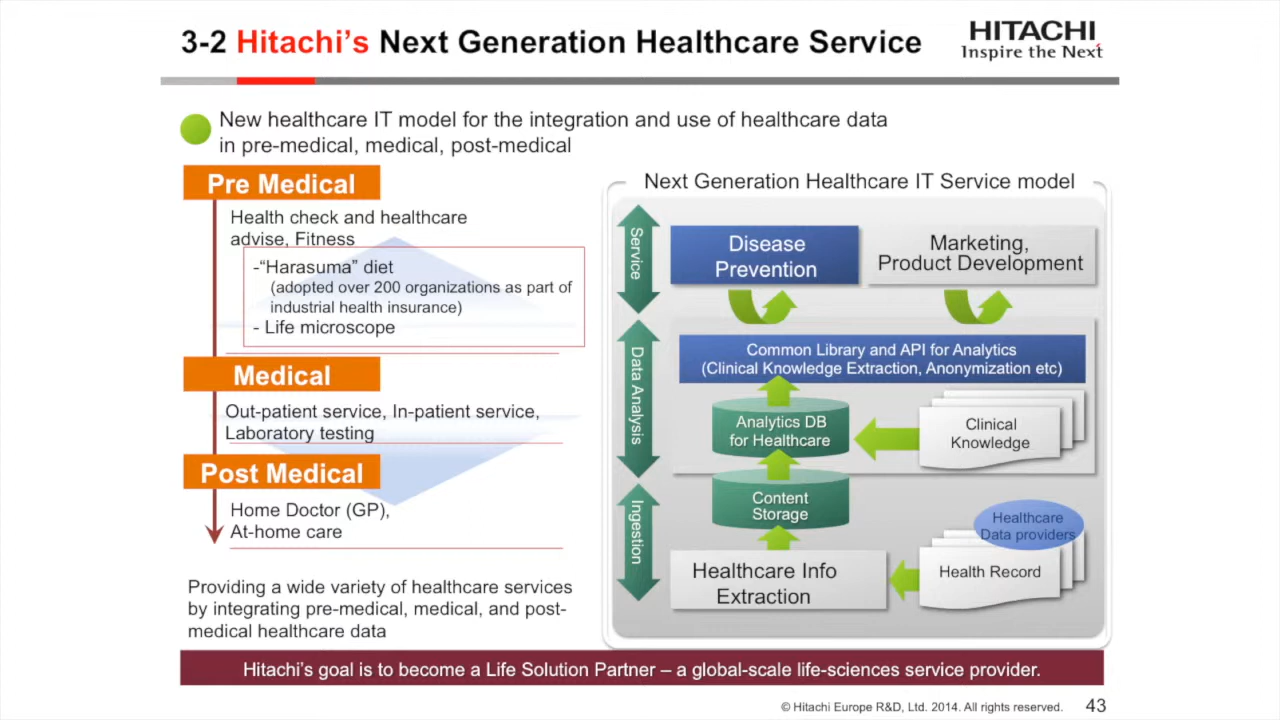 3-2 Hitachi's Next Generation Healthcare Service
HITACHI
Inspire the Next
New healthcare IT model for the integration and use of healthcare data
in pre-medical, medical, post-medical
Pre Medical
Health check and healthcare
advise, Fitness
-“Harasuma” diet
(adopted over 200 organizations as part of
industrial health insurance)
- Life microscope
Medical
Out-patient service, In-patient service,
Laboratory testing
Post Medical
Home Doctor (GP),
At-home care
Providing a wide variety of healthcare services
by integrating pre-medical, medical, and post-
medical healthcare data
Next Generation Healthcare IT Service model
Service
Disease
Prevention
Marketing,
Product Development
Data Analysis
Common Library and API for Analytics
(Clinical Knowledge Extraction, Anonymization etc)
Analytics DB
for Healthcare
Clinical
Knowledge
Ingestion
Content
Storage
Healthcare
Data providers
Healthcare Info
Extraction
Health Record
Hitachi's goal is to become a Life Solution Partner – a global-scale life-sciences service provider.
© Hitachi Europe R&D, Ltd. 2014. All rights reserved.
43